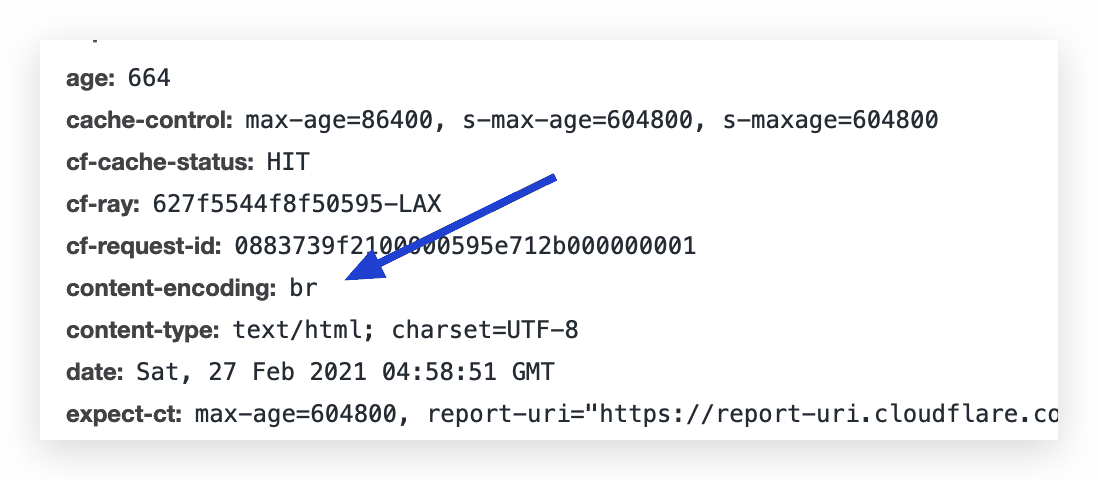 age: 664
cache-control: max-age=86400, s-max-age=604800, s-maxage=604800
cf-cache-status: HIT
cf-ray: 627f5544f8f50595-LAX
cf-request-id: 0883739f2100000595e712b000000001
content-encoding: br
content-type: text/html; charset=UTF-8
date: Sat, 27 Feb 2021 04:58:51 GMT
expect-ct: max-age=604800, report-uri="https://report-uri.cloudflare.co